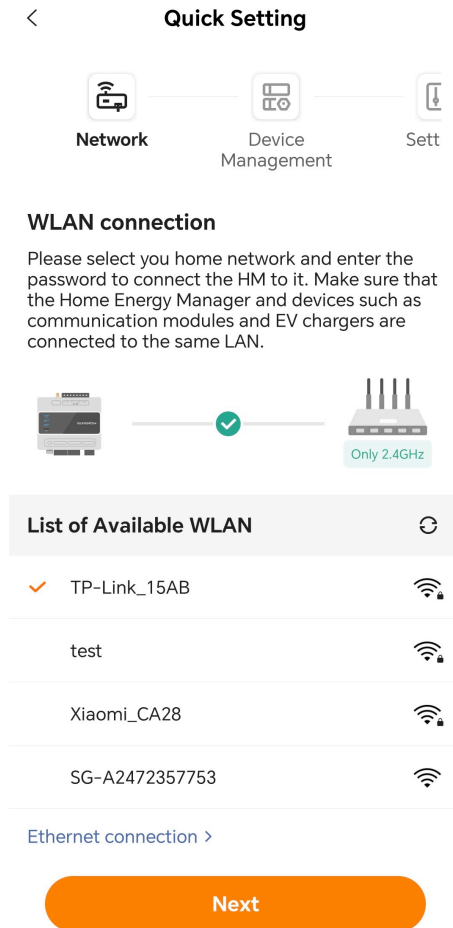 Quick Setting
Network
Device
Management
Sett
WLAN connection
Please select you home network and enter the
password to connect the HM to it. Make sure that
the Home Energy Manager and devices such as
communication modules and EV chargers are
connected to the same LAN.
Only 2.4GHz
List of Available WLAN
TP-Link_15AB
test
Xiaomi_CA28
SG-A2472357753
Ethernet connection >
Next